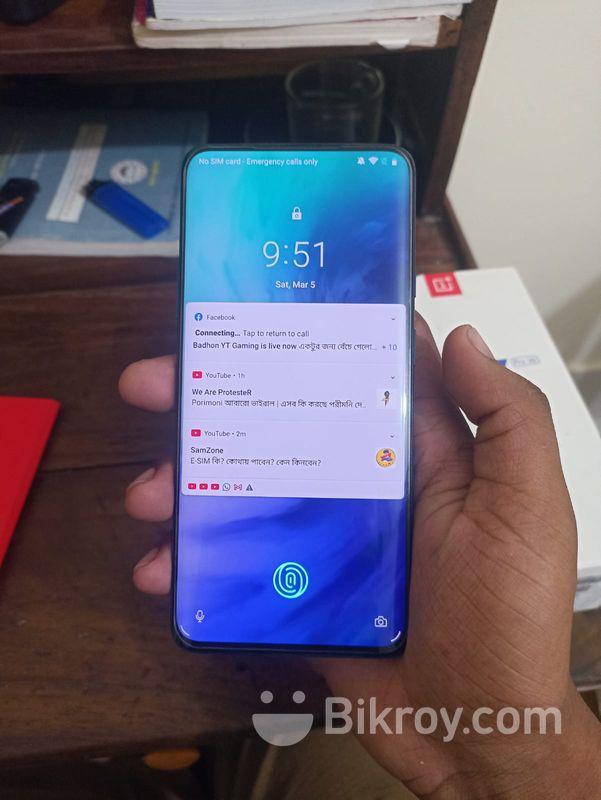 No SIM card - Emergency calls only
9:51
Sat, Mar 5
Facebook
Connecting... Tap to return to call
Badhon YT Gaming is live now একটুর জন্য বেঁচে গেলো... + 10
YouTube • 1h
We Are ProtesteR
Porimoni আবারো ভাইরাল | এসব কি করছে পরীমনি দে..
YouTube • 2m
SamZone
E-SIM কি? কোথায় পাবেন? কেন কিনবেন?
Bikroy.com